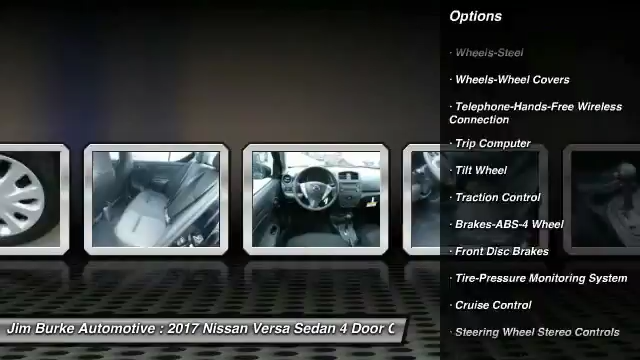 Options
· Wheels-Steel
· Wheels-Wheel Covers
· Telephone-Hands-Free Wireless
Connection
· Trip Computer
· Tilt Wheel
· Traction Control
· Brakes-ABS-4 Wheel
· Front Disc Brakes
· Tire-Pressure Monitoring System
· Cruise Control
· Steering Wheel Stereo Controls
Jim Burke Automotive : 2017 Nissan Versa Sedan 4 Door C